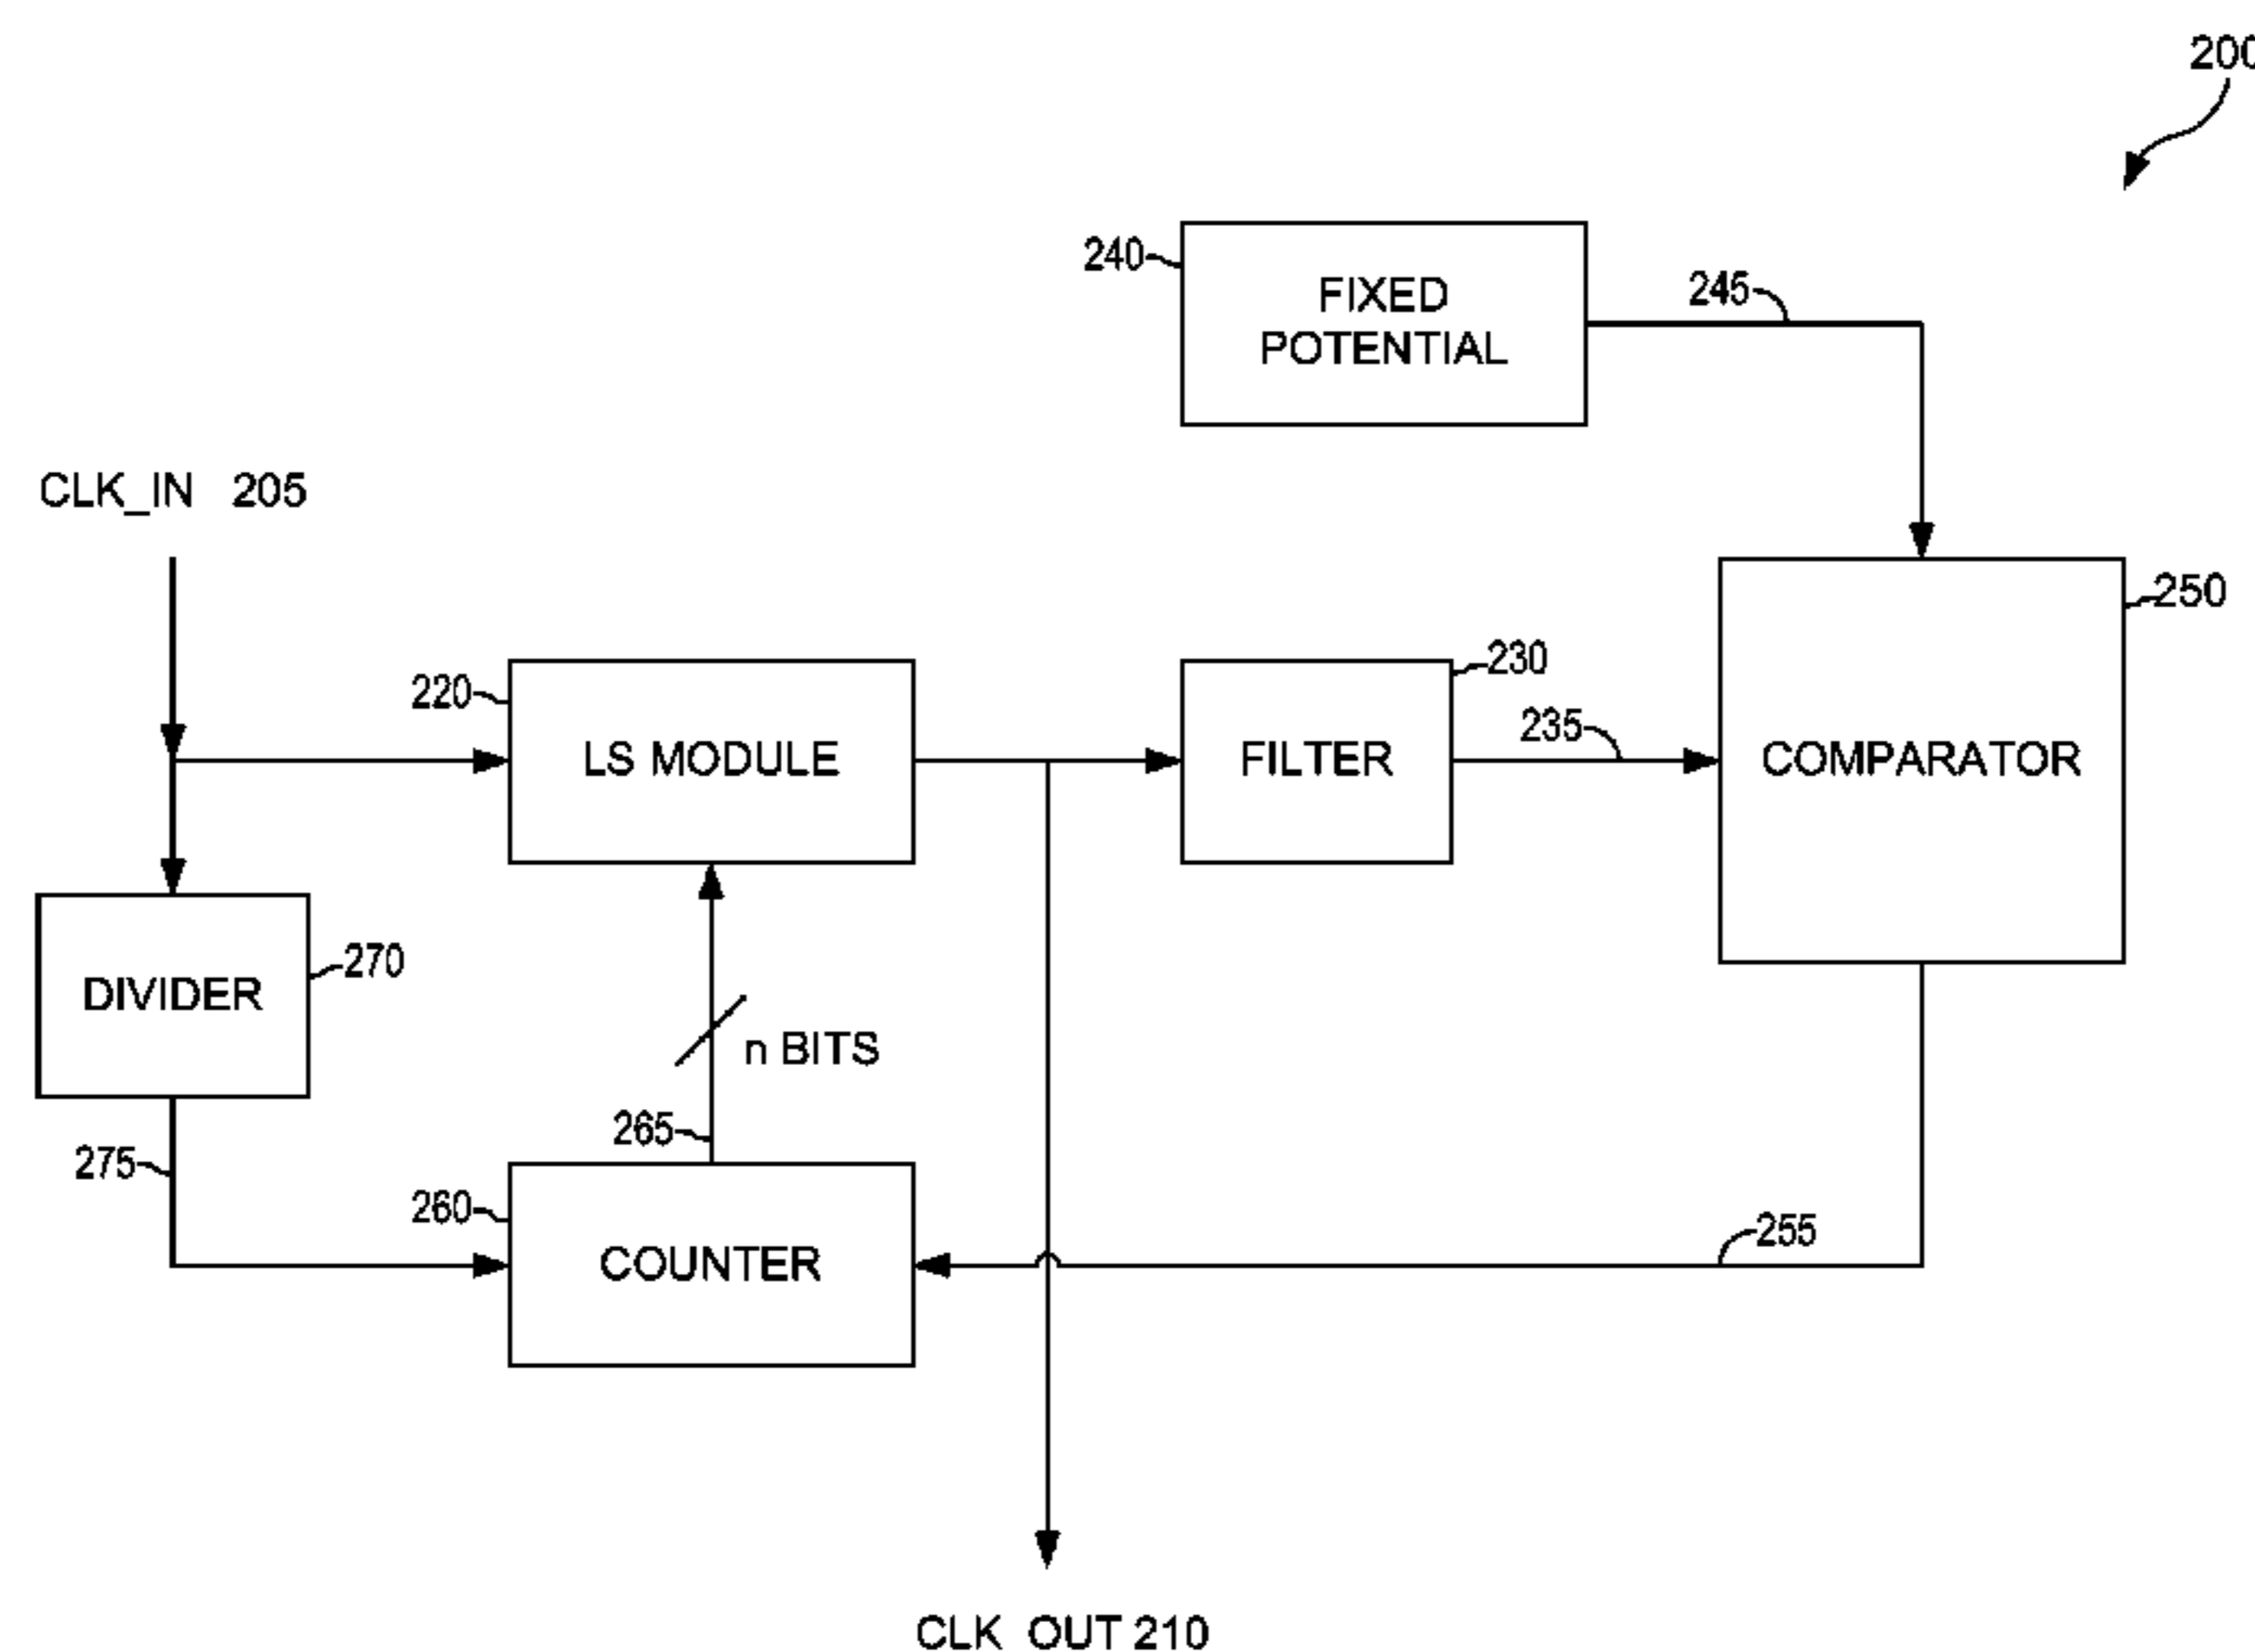 200
240
FIXED
POTENTIAL
245
CLK_IN 205
250
220
LS MODULE
230
FILTER
235
COMPARATOR
DIVIDER
270
n BITS
265
275
260
COUNTER
255
CLK_OUT 210